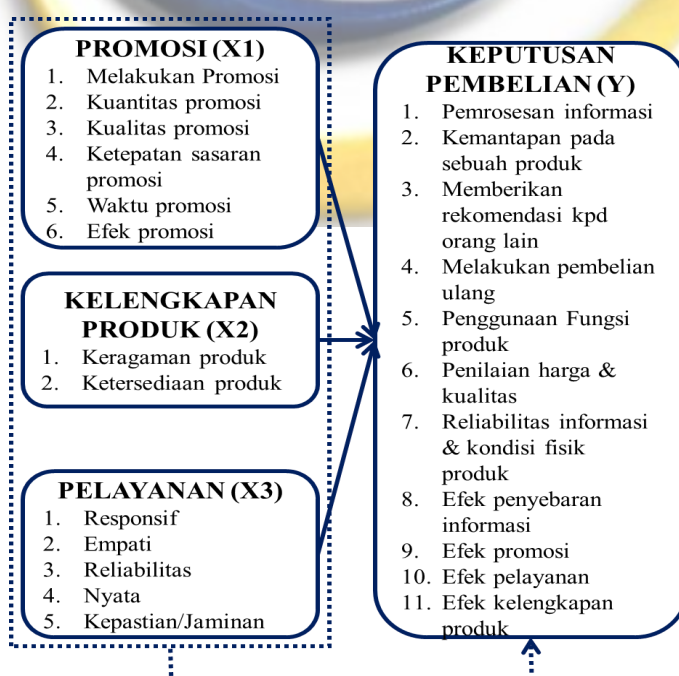 PROMOSI (X1)
1. Melakukan Promosi
2. Kuantitas promosi
3. Kualitas promosi
4. Ketepatan sasaran
promosi
5. Waktu promosi
6. Efek promosi
KELENGKAPAN
PRODUK (X2)
1. Keragaman produk
2. Ketersediaan produk
PELAYANAN (X3)
1. Responsif
2. Empati
3. Reliabilitas
4. Nyata
5. Kepastian/Jaminan
KEPUTUSAN
PEMBELIAN (Y)
1. Pemrosesan informasi
2. Kemantapan pada
sebuah produk
3. Memberikan
rekomendasi kpd
orang lain
4. Melakukan pembelian
ulang
5. Penggunaan Fungsi
produk
6. Penilaian harga &
kualitas
7. Reliabilitas informasi
& kondisi fisik
produk
8. Efek penyebaran
informasi
9. Efek promosi
10. Efek pelayanan
11. Efek kelengkapan
produk